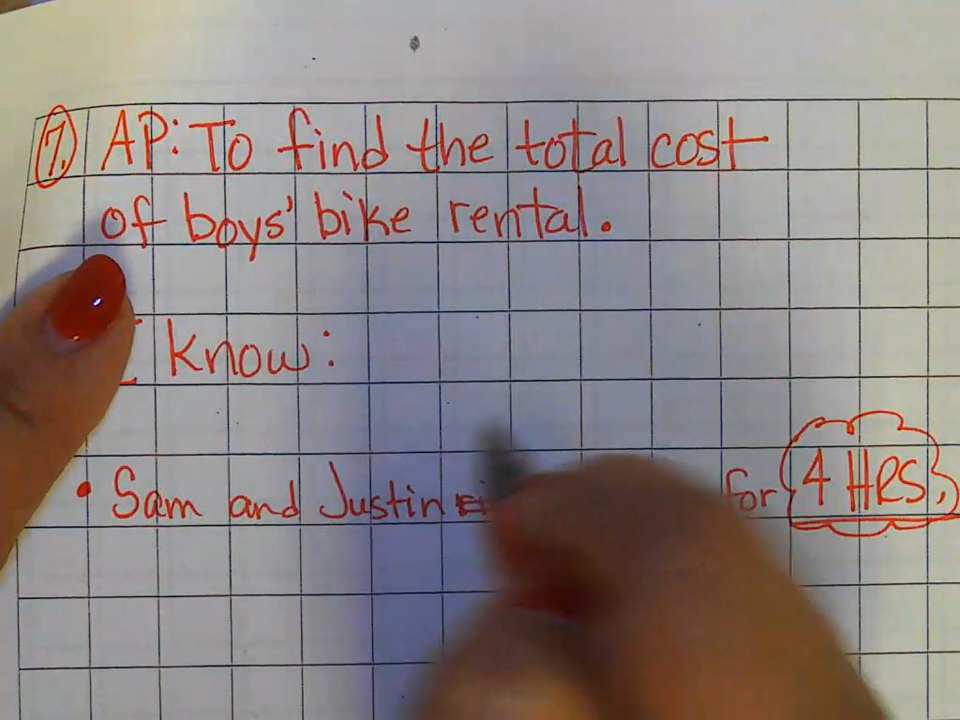 7. AP: To find the total cost
of boys' bike rental.
I know:
• Sam and Justin for 4 HRS,